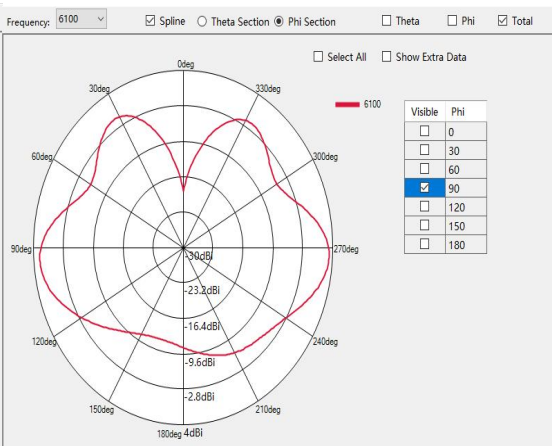 Frequency: 6100 Spline Theta Section Phi Section Theta Phi Total
Select All Show Extra Data
0deg
30deg 330deg
6100
Visible Phi
0
30
60
90
120
150
180
60deg 300deg
90deg 270deg
-30dBi
-23.2dBi
-16.4dBi
120deg 240deg
-9.6dBi
-2.8dBi
150deg 210deg
180deg 4dBi